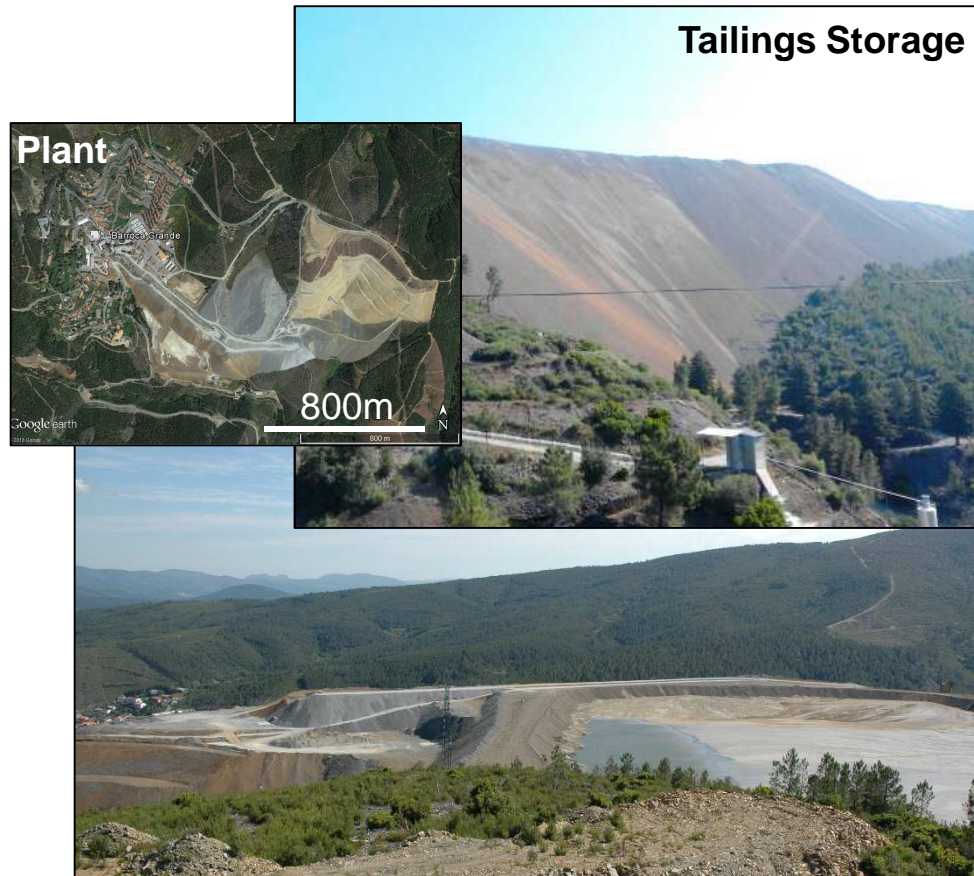 Tailings Storage
Plant
Barroca Grande
800m
N
Google earth
800 m